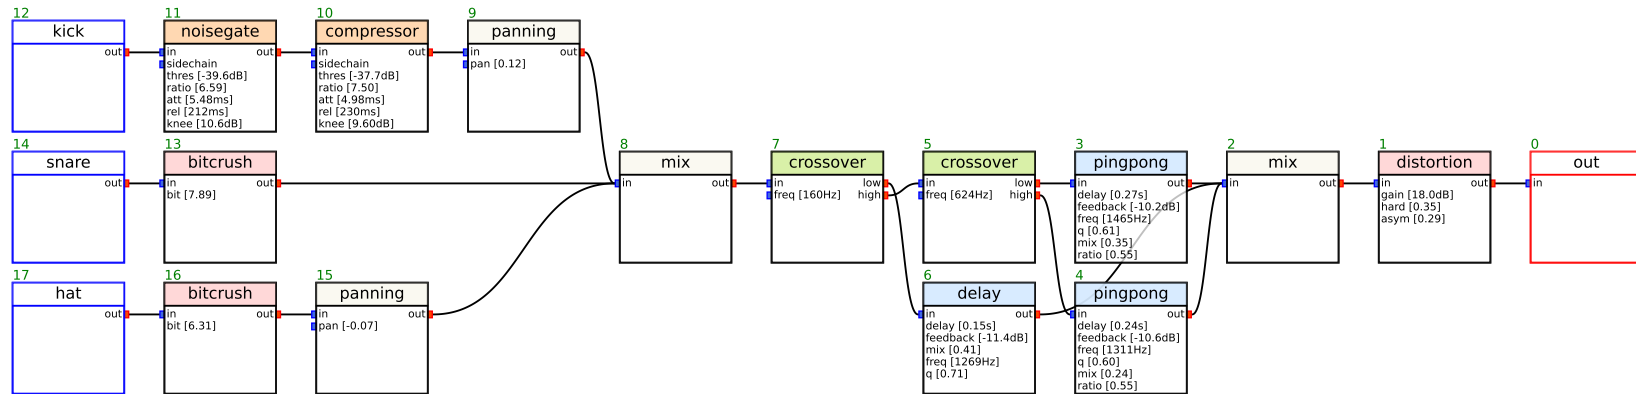 12
kick
out
11
noisegate
in out
sidechain
thres [-39.6dB]
ratio [6.59]
att [5.48ms]
rel [212ms]
knee [10.6dB]
10
compressor
in out
sidechain
thres [-37.7dB]
ratio [7.50]
att [4.98ms]
rel [230ms]
knee [9.60dB]
9
panning
in out
pan [0.12]
14
snare
out
13
bitcrush
in out
bit [7.89]
8
mix
in out
7
crossover
in low
freq [160Hz] high
5
crossover
in low
freq [624Hz] high
3
pingpong
in out
delay [0.27s]
feedback [-10.2dB]
freq [1465Hz]
q [0.61]
mix [0.35]
ratio [0.55]
2
mix
in out
1
distortion
in out
gain [18.0dB]
hard [0.35]
asym [0.29]
0
out
in
17
hat
out
16
bitcrush
in out
bit [6.31]
15
panning
in out
pan [-0.07]
6
delay
in out
delay [0.15s]
feedback [-11.4dB]
mix [0.41]
freq [1269Hz]
q [0.71]
4
pingpong
in out
delay [0.24s]
feedback [-10.6dB]
freq [1311Hz]
q [0.60]
mix [0.24]
ratio [0.55]